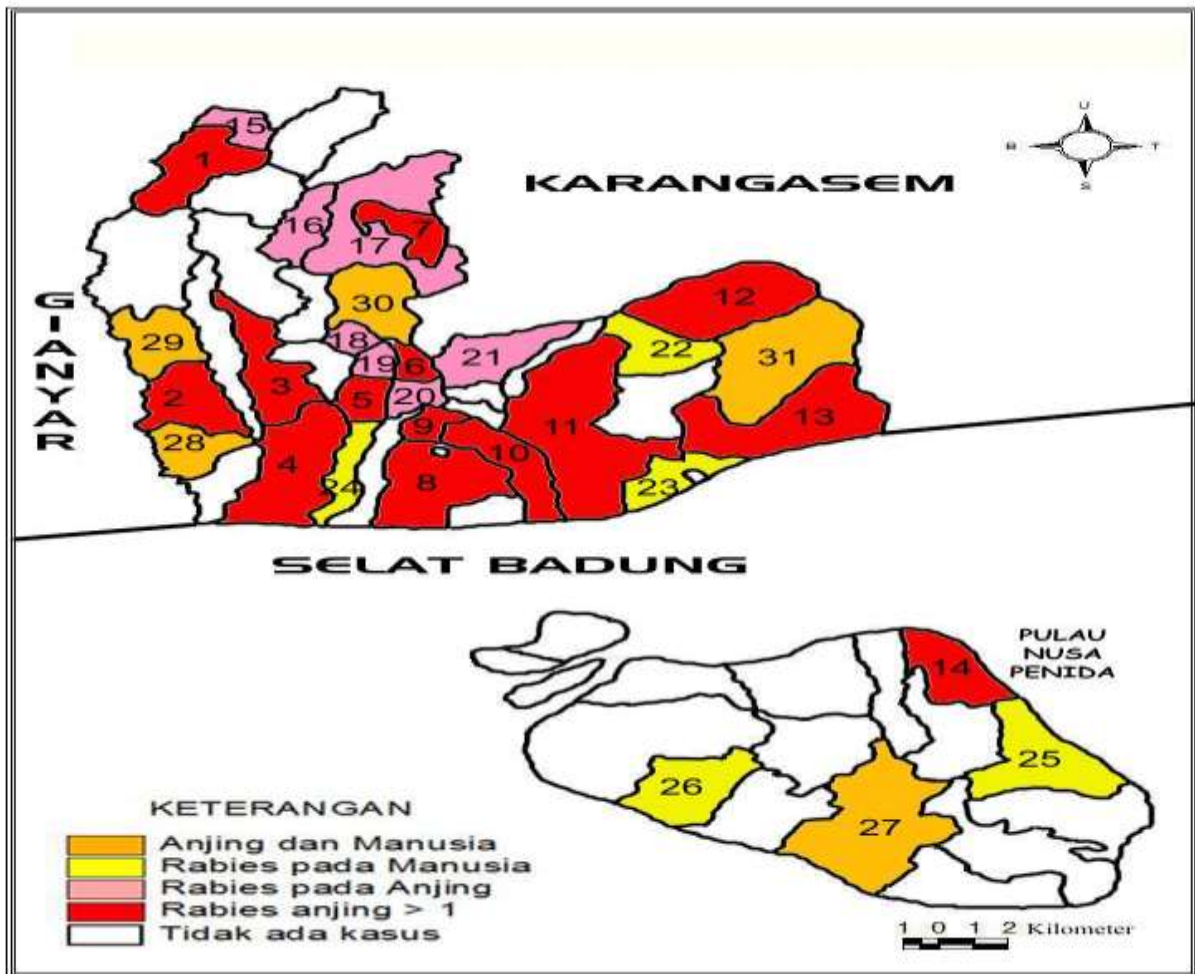 U
B T
S
KARANGASEM
GIANYAR
15
1
16
17
7
30
12
29
18
21
22
31
19
6
3
2
5
20
11
13
9
28
10
4
8
24
23
SELAT BADUNG
PULAU
NUSA
PENIDA
14
25
26
27
KETERANGAN
Anjing dan Manusia
Rabies pada Manusia
Rabies pada Anjing
Rabies anjing > 1
Tidak ada kasus
1 0 1 2 Kilometer